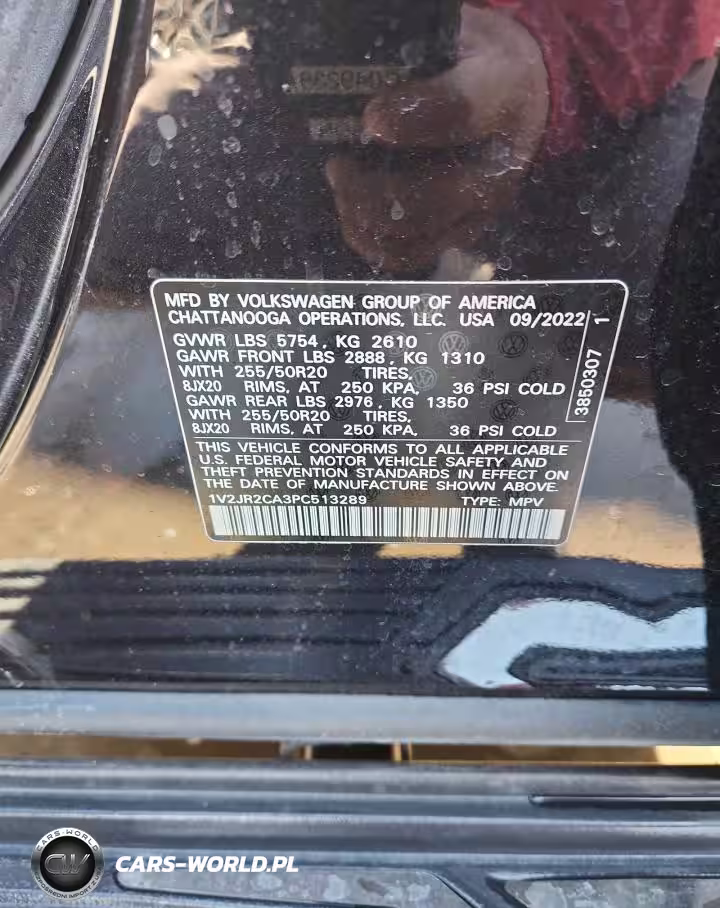 MFD BY VOLKSWAGEN GROUP OF AMERICA
CHATTANOOGA OPERATIONS, LLC. USA 09/2022
GVWR LBS 5754, KG 2610
GAWR FRONT LBS 2888, KG 1310
WITH 255/50R20 TIRES,
8JX20 RIMS, AT 250 KPA, 36 PSI COLD
GAWR REAR LBS 2976, KG 1350
WITH 255/50R20 TIRES,
8JX20 RIMS, AT 250 KPA, 36 PSI COLD
3850307 1
THIS VEHICLE CONFORMS TO ALL APPLICABLE
U.S. FEDERAL MOTOR VEHICLE SAFETY AND
THEFT PREVENTION STANDARDS IN EFFECT ON
THE DATE OF MANUFACTURE SHOWN ABOVE.
1V2JR2CA3PC513289 TYPE: MPV
CARS-WORLD
CW
CARS-WORLD.PL